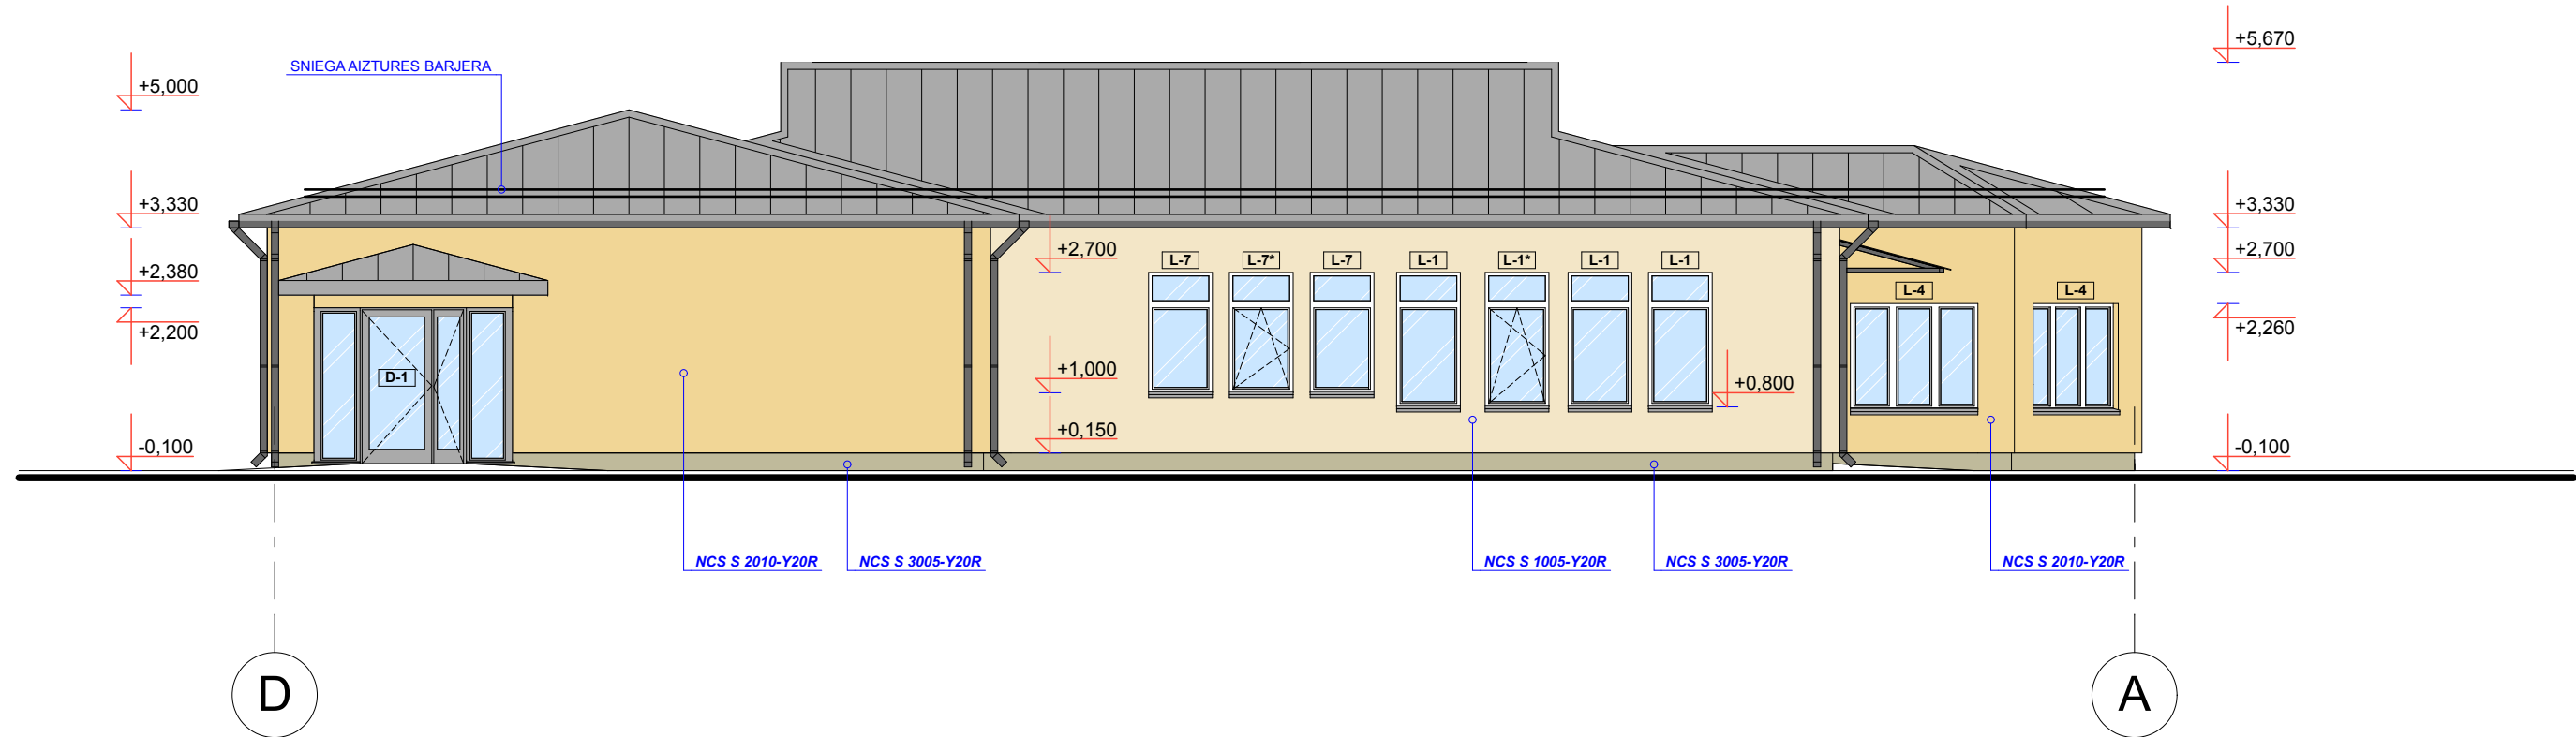 +5,670
SNIEGA AIZTURES BARJERA
+5,000
+3,330
+3,330
+2,700
+2,700
L-7
L-7*
L-7
L-1
L-1*
L-1
L-1
+2,380
L-4
L-4
+2,200
+2,260
D-1
+1,000
+0,800
+0,150
-0,100
-0,100
NCS S 2010-Y20R
NCS S 3005-Y20R
NCS S 1005-Y20R
NCS S 3005-Y20R
NCS S 2010-Y20R
D
A